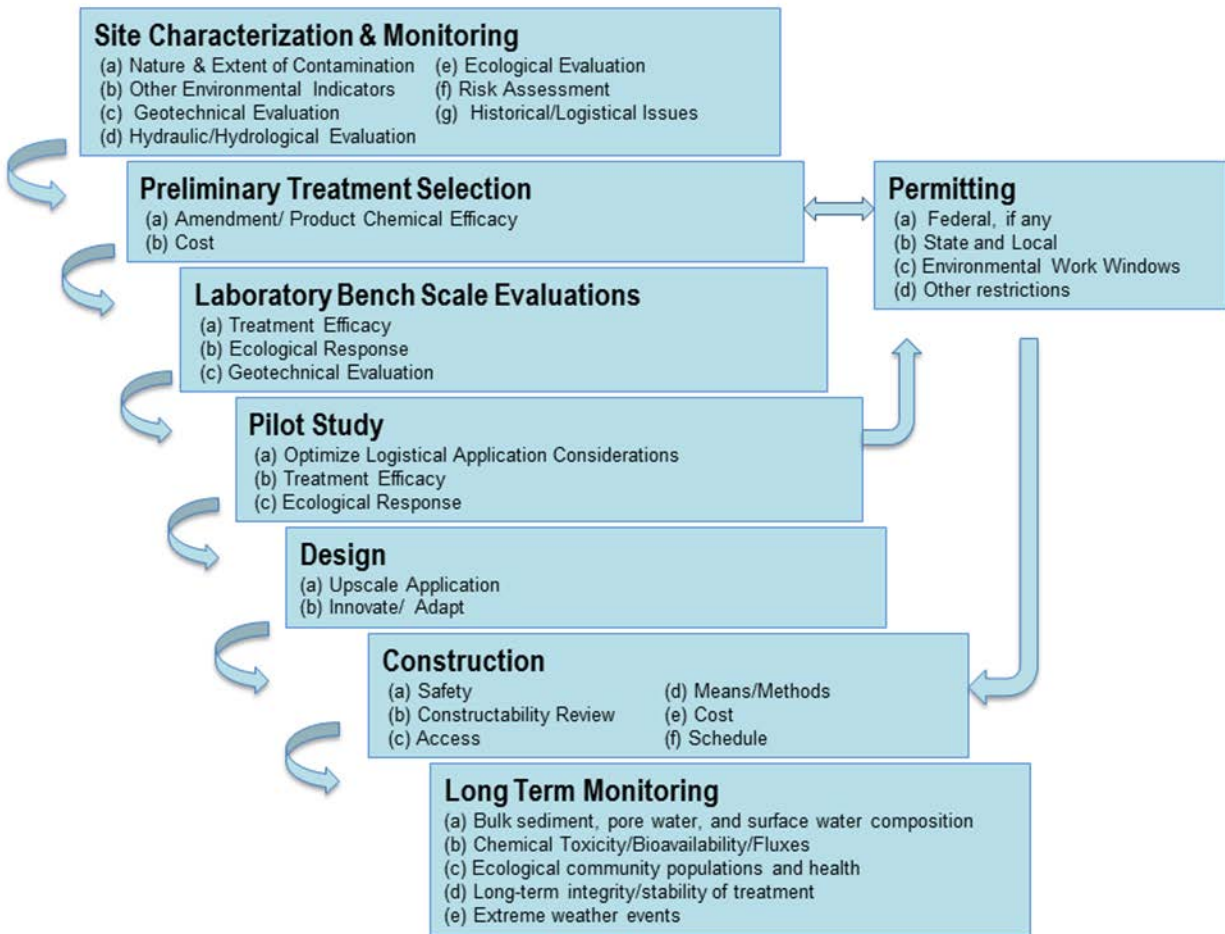 Site Characterization & Monitoring
(a) Nature & Extent of Contamination
(b) Other Environmental Indicators
(c) Geotechnical Evaluation
(d) Hydraulic/Hydrological Evaluation
(e) Ecological Evaluation
(f) Risk Assessment
(g) Historical/Logistical Issues
Preliminary Treatment Selection
(a) Amendment/ Product Chemical Efficacy
(b) Cost
Permitting
(a) Federal, if any
(b) State and Local
(c) Environmental Work Windows
(d) Other restrictions
Laboratory Bench Scale Evaluations
(a) Treatment Efficacy
(b) Ecological Response
(c) Geotechnical Evaluation
Pilot Study
(a) Optimize Logistical Application Considerations
(b) Treatment Efficacy
(c) Ecological Response
Design
(a) Upscale Application
(b) Innovate/ Adapt
Construction
(a) Safety
(b) Constructability Review
(c) Access
(d) Means/Methods
(e) Cost
(f) Schedule
Long Term Monitoring
(a) Bulk sediment, pore water, and surface water composition
(b) Chemical Toxicity/Bioavailability/Fluxes
(c) Ecological community populations and health
(d) Long-term integrity/stability of treatment
(e) Extreme weather events